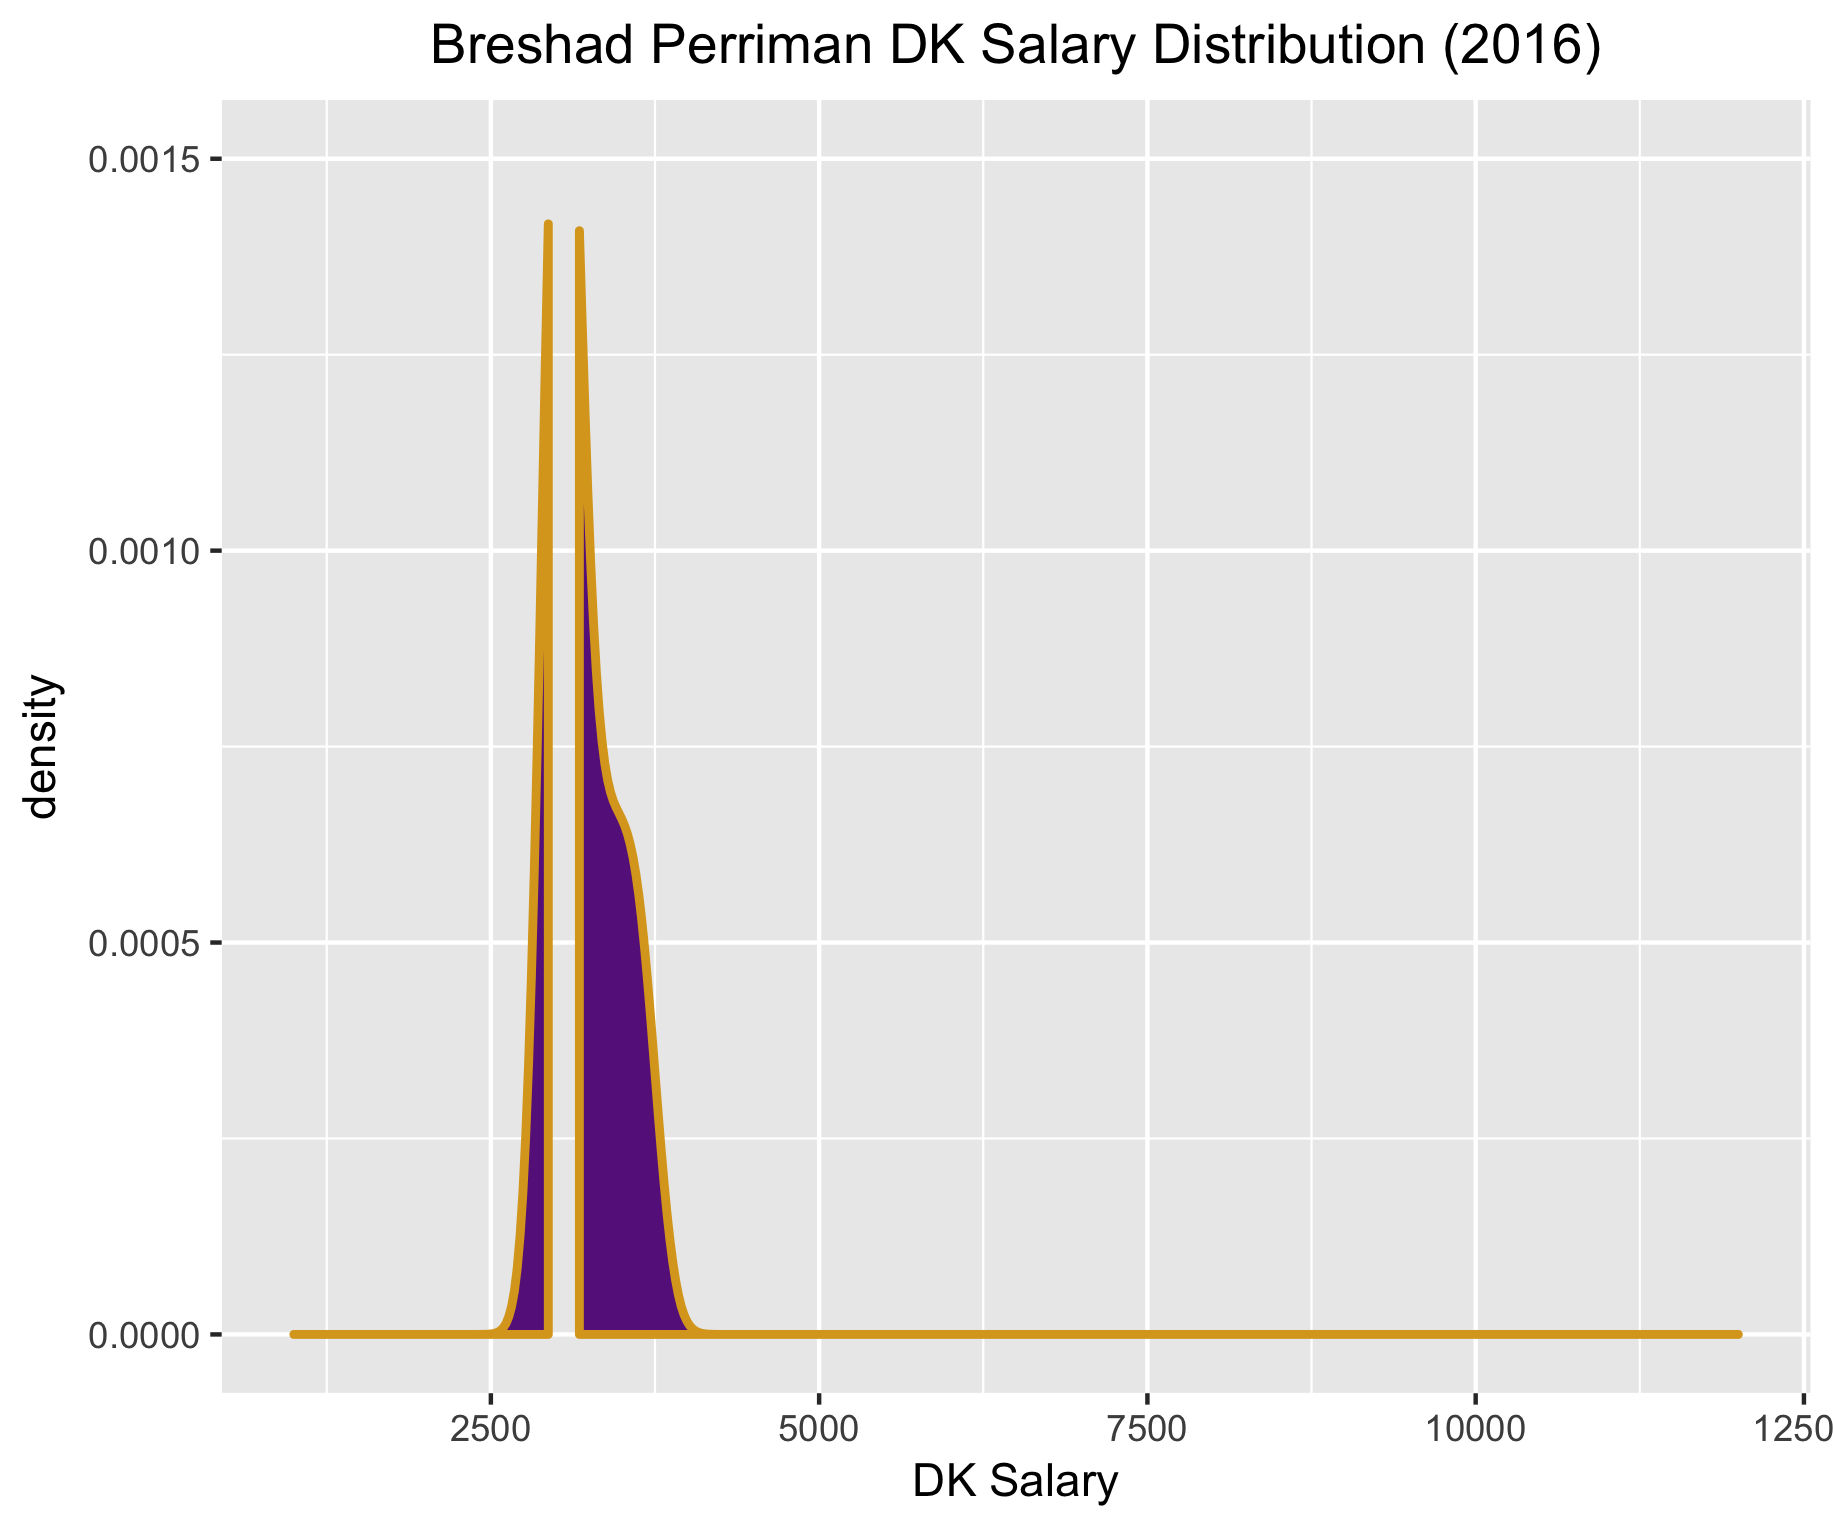 Breshad Perriman DK Salary Distribution (2016)
0.0015
0.0010
0.0005
0.0000
density
2500 5000 7500 10000 1250
DK Salary